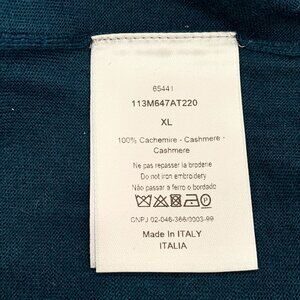 65441
113M647AT220
XL
100% Cachemire - Cashmere -
Cashmere
Ne pas repasser la broderie
Do not iron embroidery
Não passar a ferro o bordado
CNPJ 02-046-366/0003-99
Made In ITALY
ITALIA